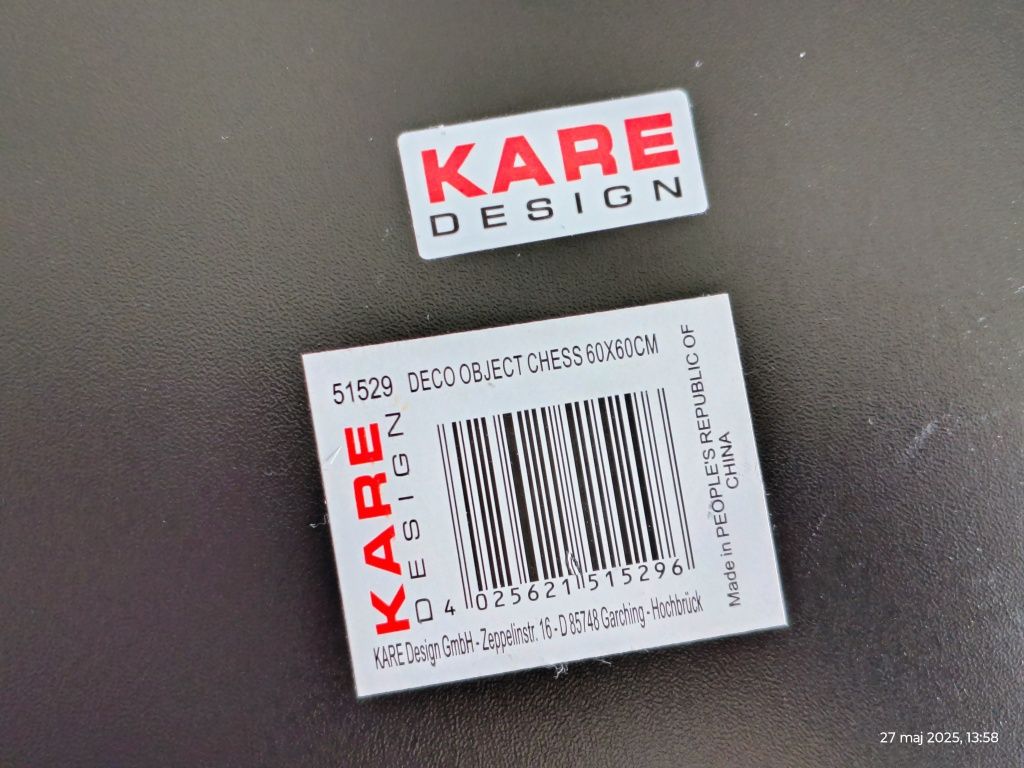 KARE
DESIGN
51529 DECO OBJECT CHESS 60X60CM
KARE
DESIGN
4 025621 515296
Made in PEOPLE'S REPUBLIC OF
CHINA
KARE Design GmbH - Zeppelinstr. 16 - D 85748 Garching - Hochbrück
27 maj 2025, 13:58